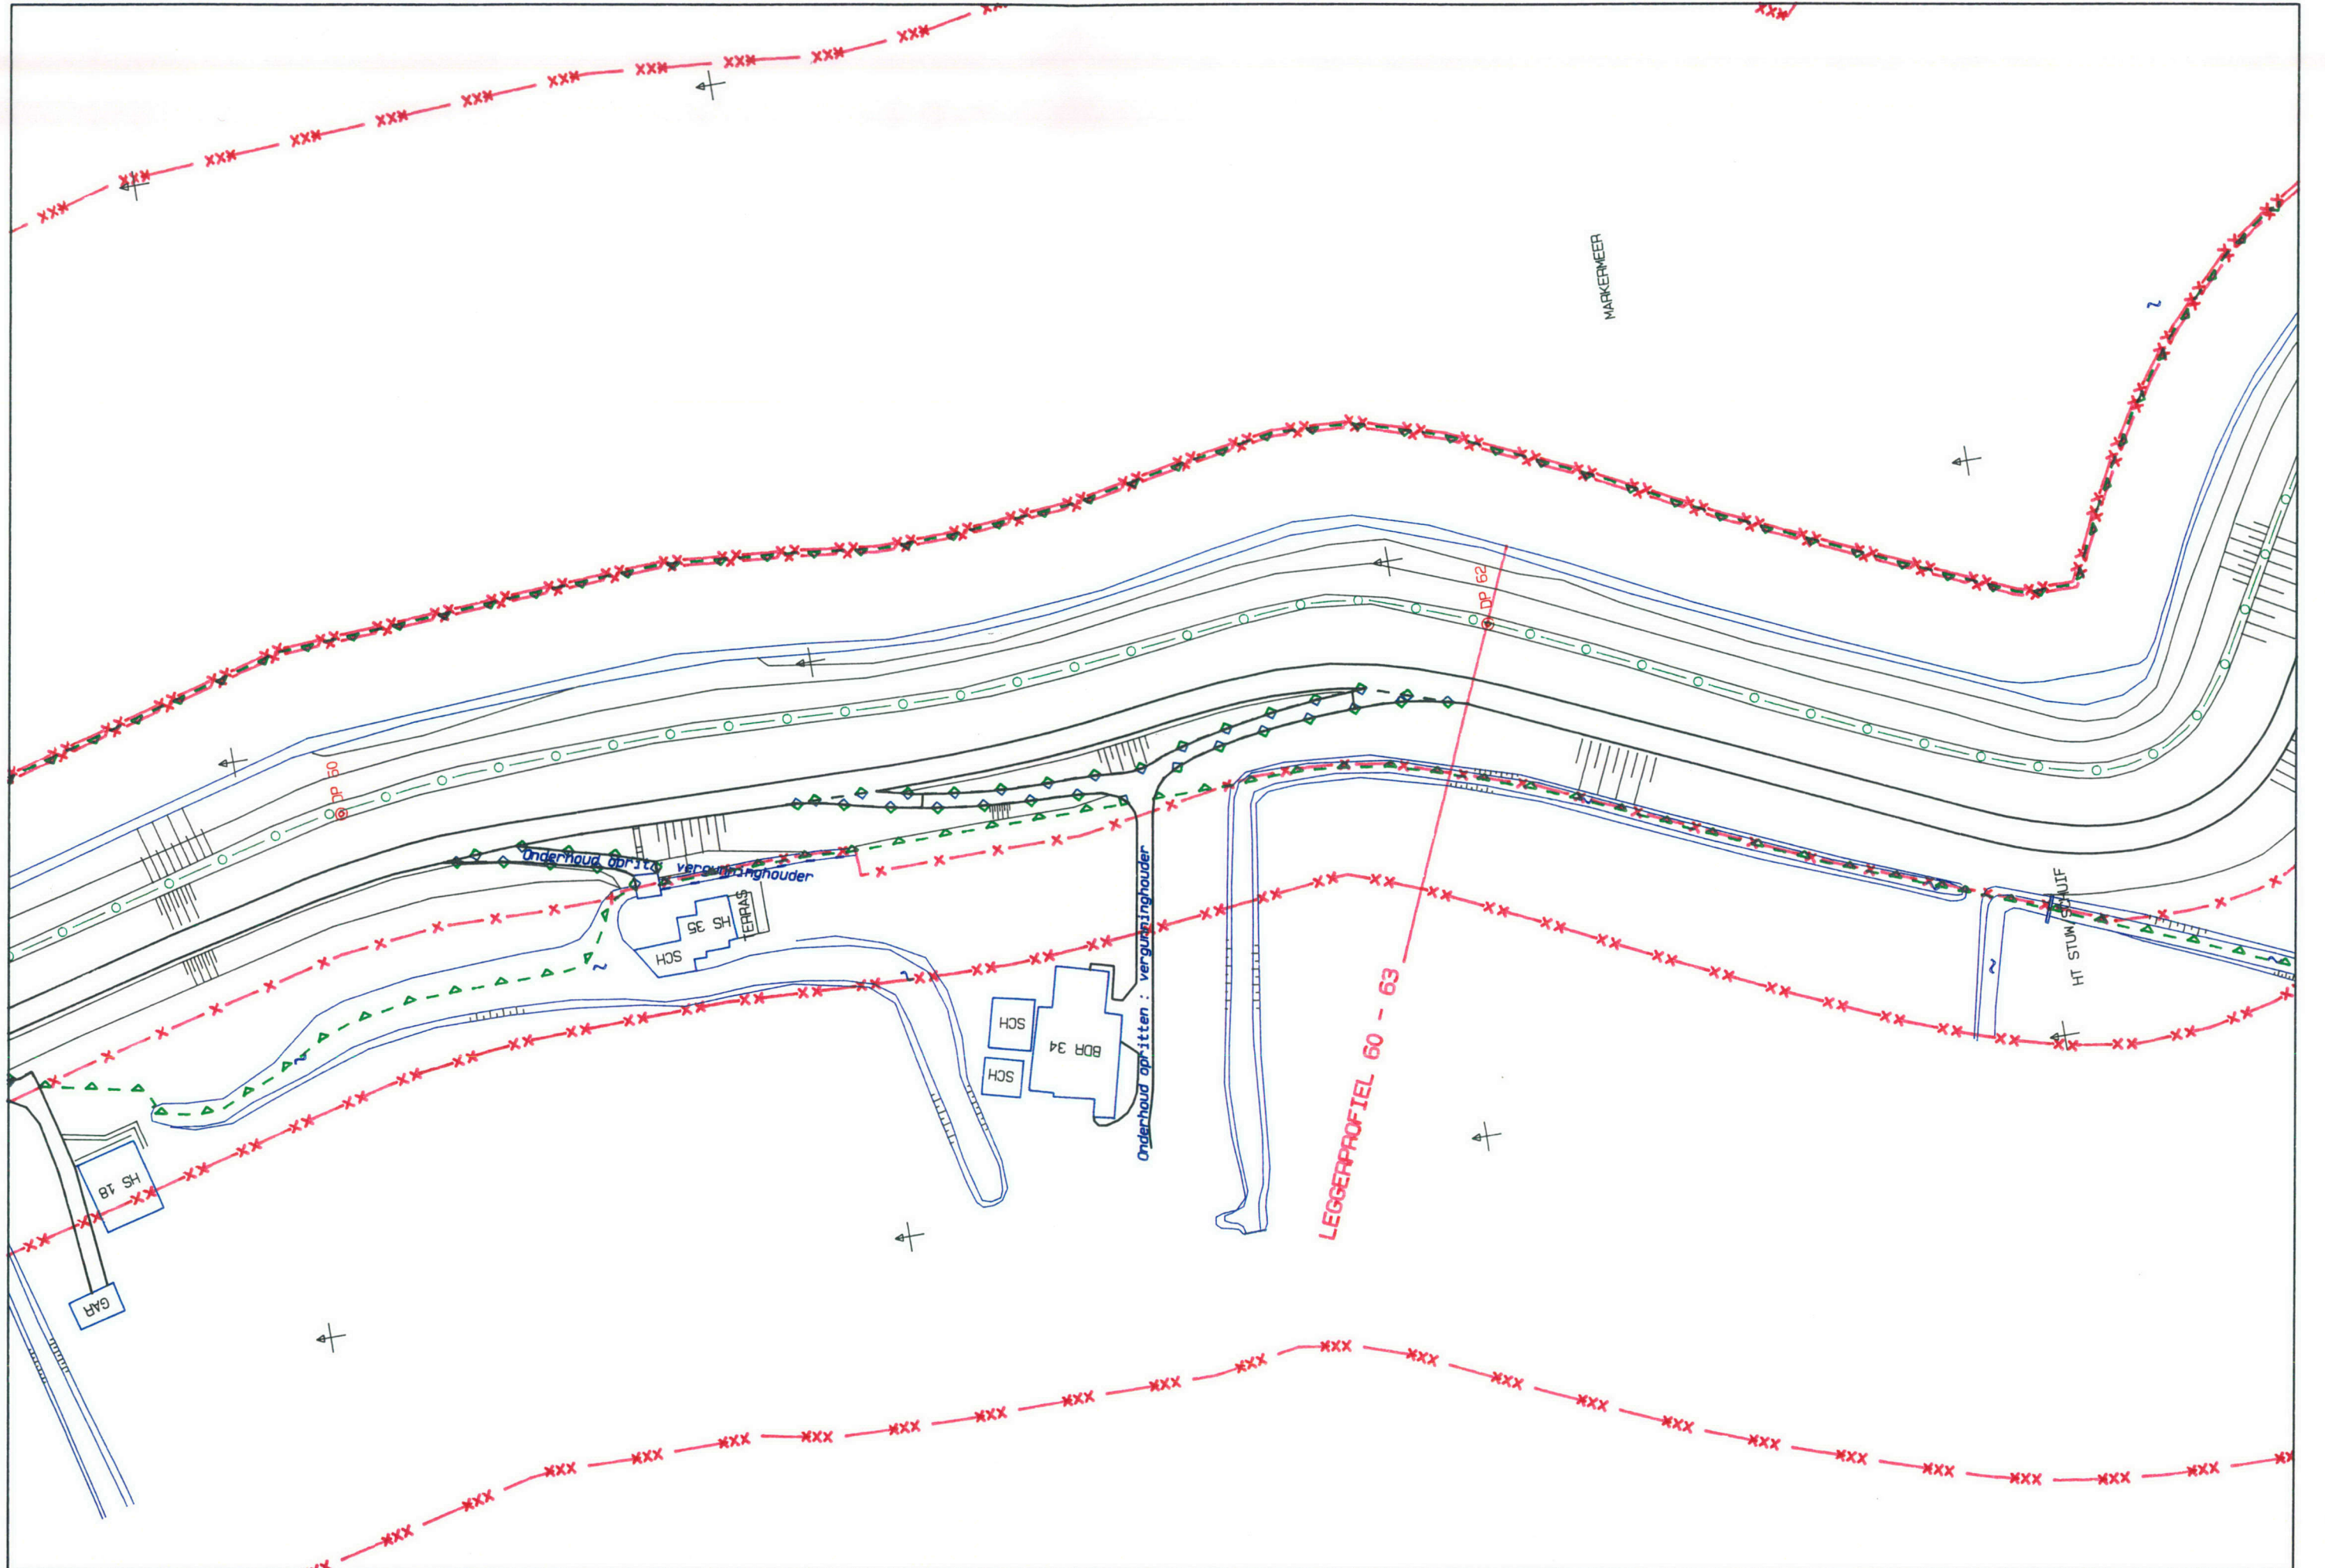 MARKERMEER
DP 62
DP 60
Onderhoud oprit: vergunninghouder
HS 35
TERRAS
SCH
HT STUW SCHUIF
SCH
BDR 34
SCH
Onderhoud opritten : vergunninghouder
LEGGERPROFIEL 60 - 63
HS 18
GAR